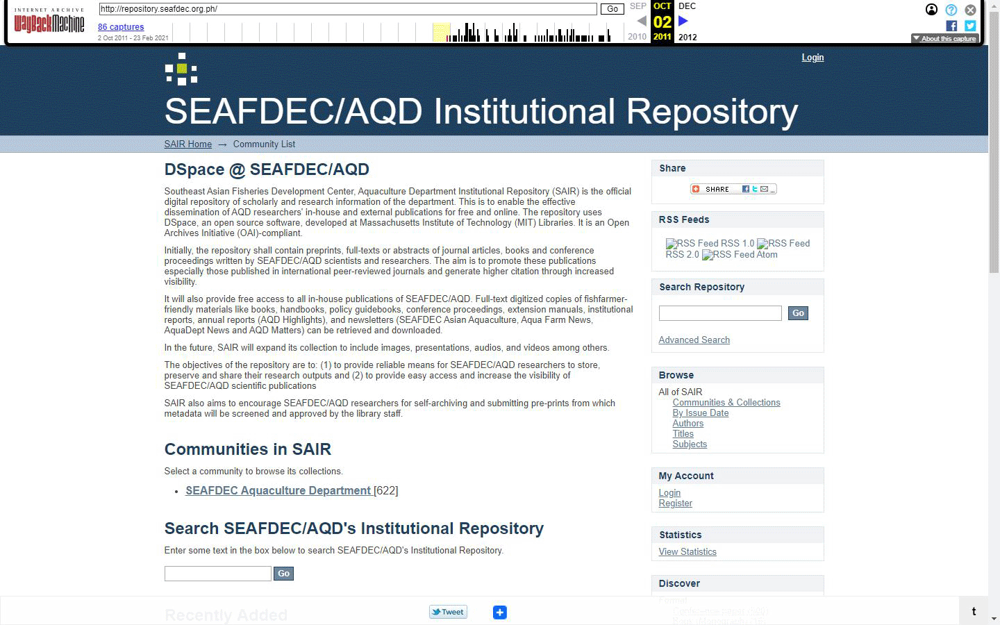 INTERNET ARCHIVE
WayBackMachine
http://repository.seafdec.org.ph/
Go
SEP
OCT
DEC
86 captures
02
2 Oct 2011 - 23 Feb 2021
2010
2011
2012
About this capture
Login
SEAFDEC/AQD Institutional Repository
SAIR Home → Community List
DSpace @ SEAFDEC/AQD
Southeast Asian Fisheries Development Center, Aquaculture Department Institutional Repository (SAIR) is the official
digital repository of scholarly and research information of the department. This is to enable the effective
dissemination of AQD researchers' in-house and external publications for free and online. The repository uses
DSpace, an open source software, developed at Massachusetts Institute of Technology (MIT) Libraries. It is an Open
Archives Initiative (OAI)-compliant.
Initially, the repository shall contain preprints, full-texts or abstracts of journal articles, books and conference
proceedings written by SEAFDEC/AQD scientists and researchers. The aim is to promote these publications
especially those published in international peer-reviewed journals and generate higher citation through increased
visibility.
It will also provide free access to all in-house publications of SEAFDEC/AQD. Full-text digitized copies of fishfarmer-
friendly materials like books, handbooks, policy guidebooks, conference proceedings, extension manuals, institutional
reports, annual reports (AQD Highlights), and newsletters (SEAFDEC Asian Aquaculture, Aqua Farm News,
AquaDept News and AQD Matters) can be retrieved and downloaded.
In the future, SAIR will expand its collection to include images, presentations, audios, and videos among others.
The objectives of the repository are to: (1) to provide reliable means for SEAFDEC/AQD researchers to store,
preserve and share their research outputs and (2) to provide easy access and increase the visibility of
SEAFDEC/AQD scientific publications
SAIR also aims to encourage SEAFDEC/AQD researchers for self-archiving and submitting pre-prints from which
metadata will be screened and approved by the library staff.
Communities in SAIR
Select a community to browse its collections.
• SEAFDEC Aquaculture Department [622]
Search SEAFDEC/AQD's Institutional Repository
Enter some text in the box below to search SEAFDEC/AQD's Institutional Repository.
Go
Recently Added
Share
SHARE ...
RSS Feeds
RSS Feed RSS 1.0 RSS Feed
RSS 2.0 RSS Feed Atom
Search Repository
Go
Advanced Search
Browse
All of SAIR
Communities & Collections
By Issue Date
Authors
Titles
Subjects
My Account
Login
Register
Statistics
View Statistics
Discover
Format
Tweet
t